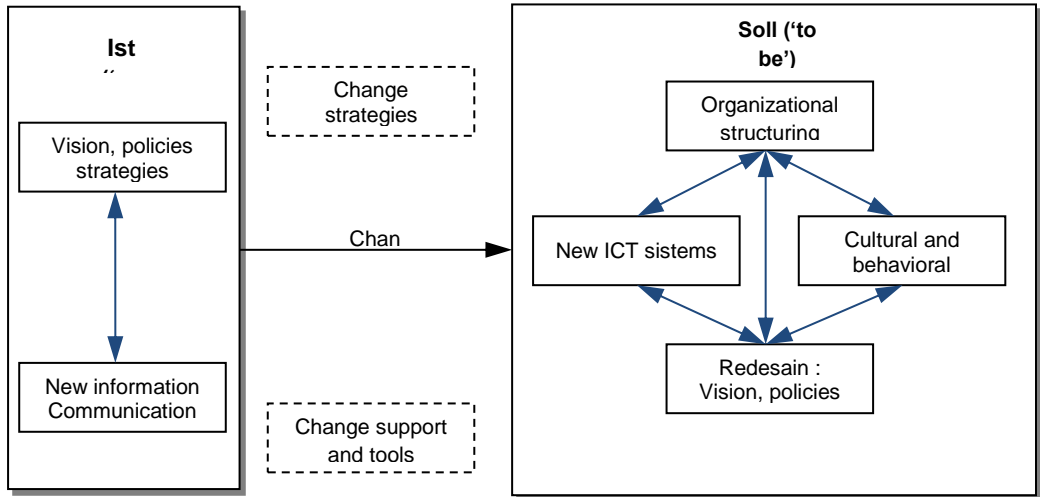 Ist
Vision, policies
strategies
New information
Communication
Change
strategies
Chan
Change support
and tools
Soll (‘to
be’)
Organizational
structuring
New ICT sistems
Cultural and
behavioral
Redesain :
Vision, policies